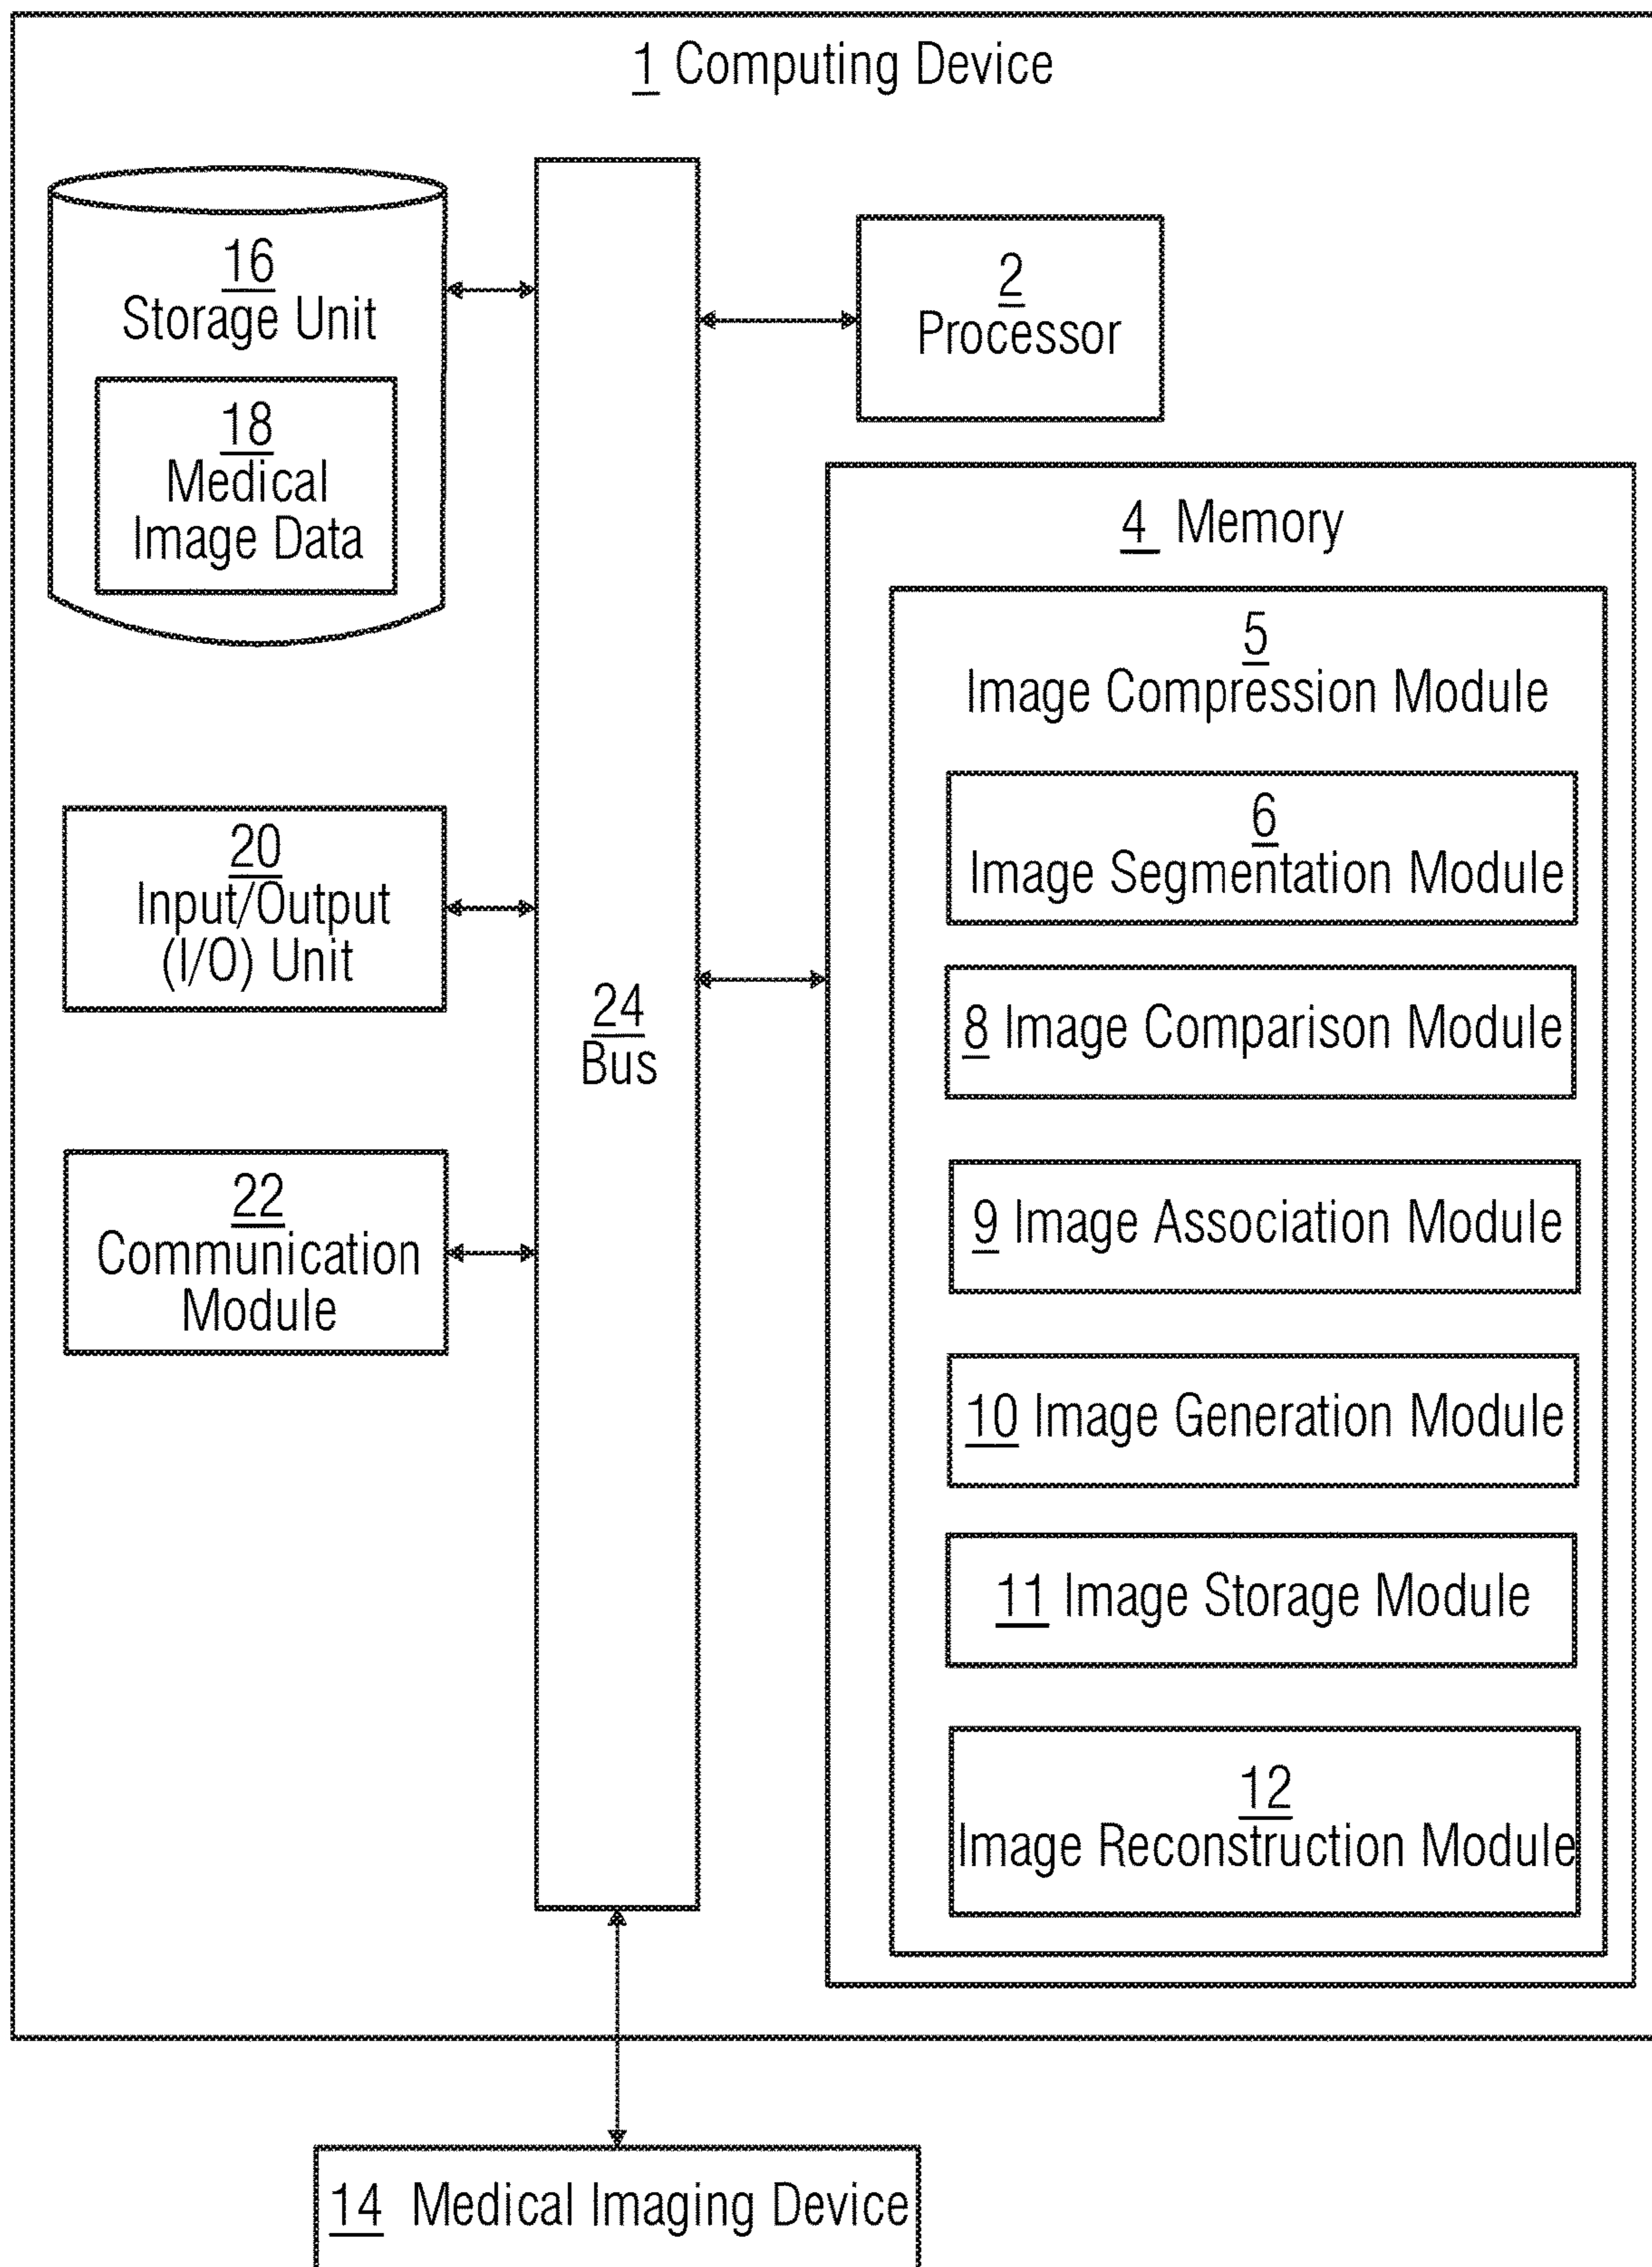 1 Computing Device
16
Storage Unit
18
Medical
Image Data
20
Input/Output
(I/O) Unit
22
Communication
Module
24
Bus
2
Processor
4 Memory
5
Image Compression Module
6
Image Segmentation Module
8 Image Comparison Module
9 Image Association Module
10 Image Generation Module
11 Image Storage Module
12
Image Reconstruction Module
14 Medical Imaging Device